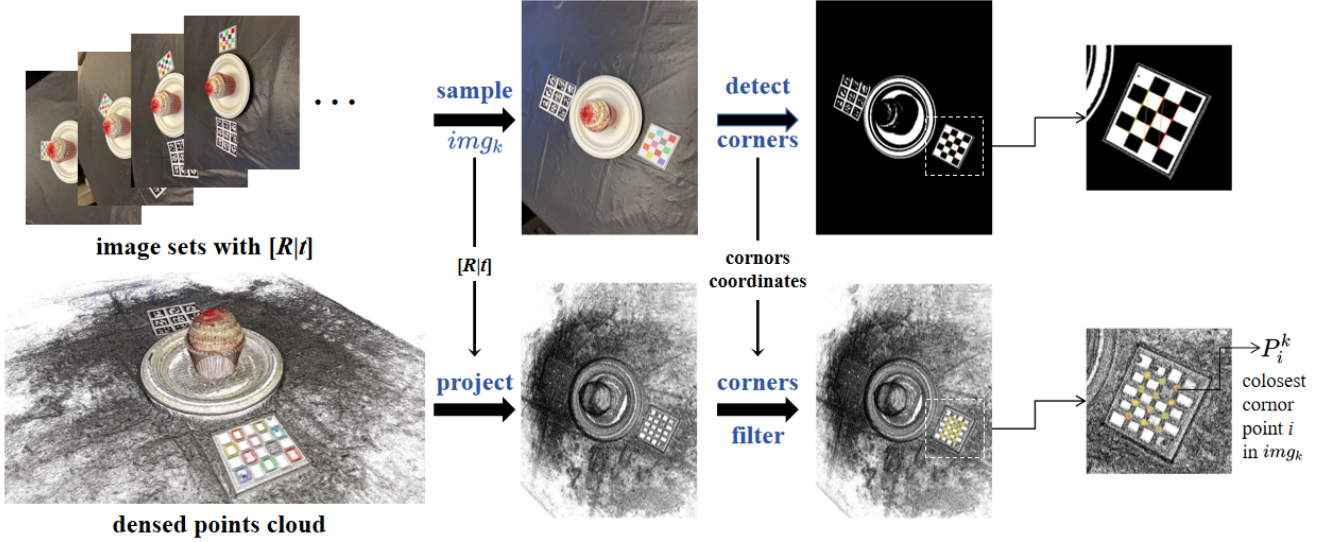 ...
sample
img_k
detect
corners
image sets with [R|t]
[R|t]
cornors
coordinates
project
corners
filter
P_i^k
colosest
cornor
point i
in img_k
densed points cloud